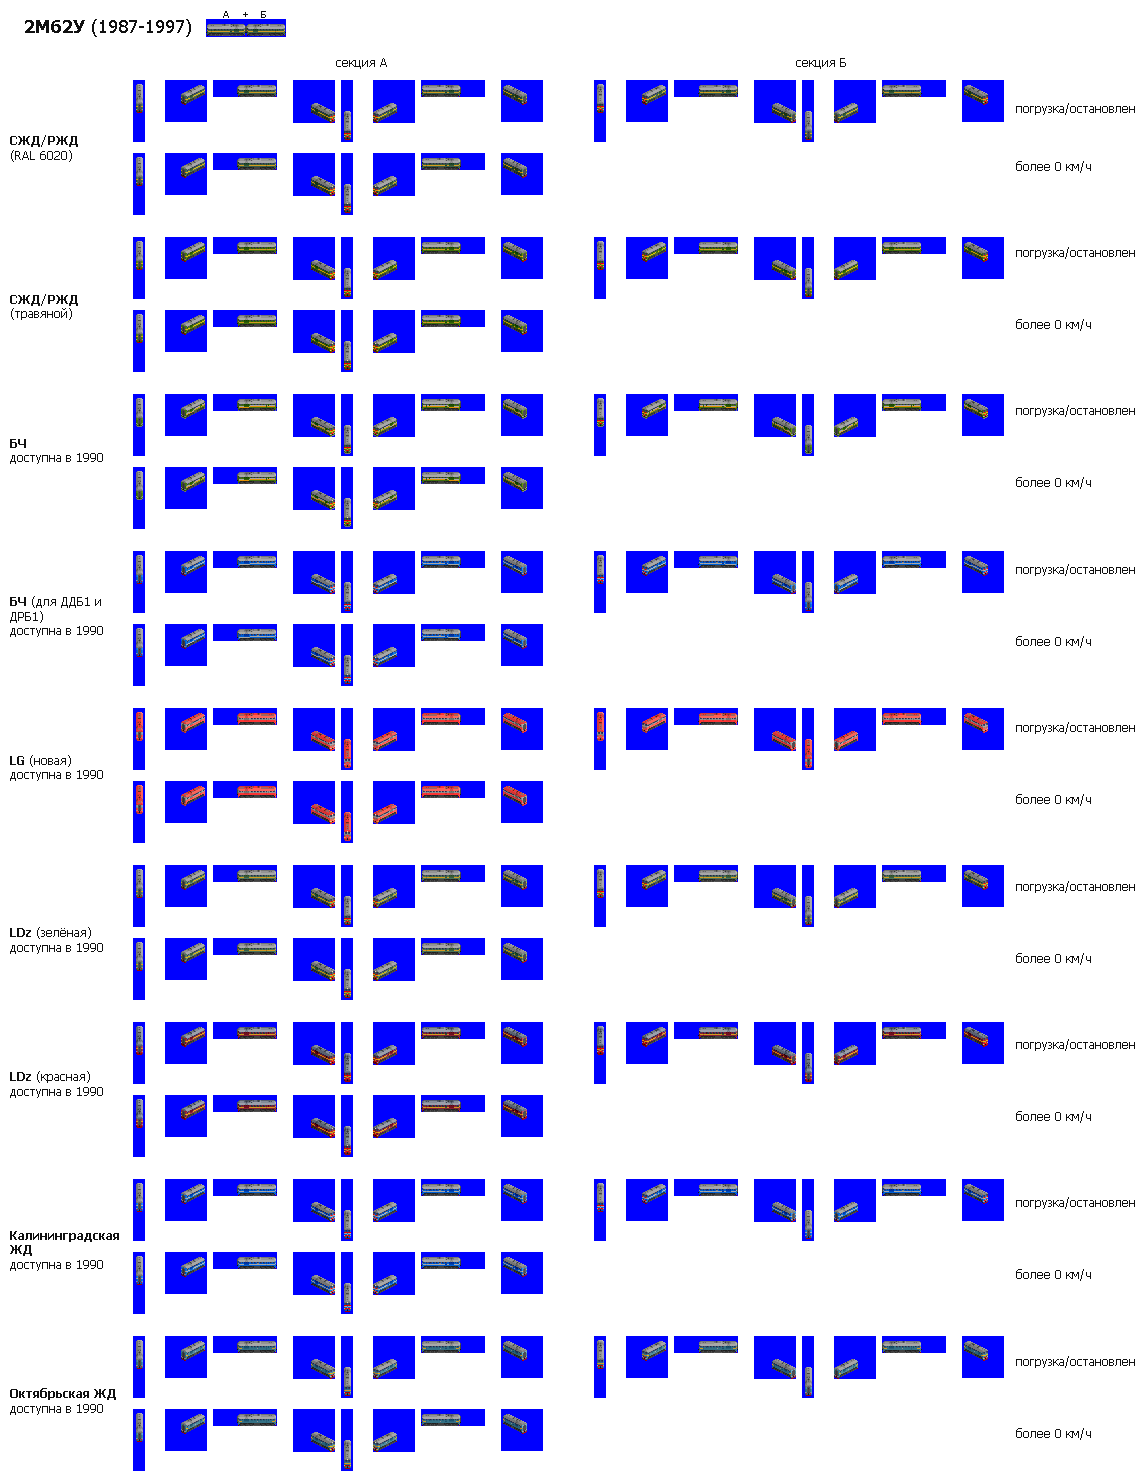 2М62У (1987-1997)
А + Б
секция А
секция Б
погрузка/остановлен
СЖД/РЖД
(RAL 6020)
более 0 км/ч
погрузка/остановлен
СЖД/РЖД
(травяной)
более 0 км/ч
погрузка/остановлен
БЧ
доступна в 1990
более 0 км/ч
погрузка/остановлен
БЧ (для ДДБ1 и
ДРБ1)
доступна в 1990
более 0 км/ч
погрузка/остановлен
LG (новая)
доступна в 1990
более 0 км/ч
погрузка/остановлен
LDz (зелёная)
доступна в 1990
более 0 км/ч
погрузка/остановлен
LDz (красная)
доступна в 1990
более 0 км/ч
погрузка/остановлен
Калининградская
ЖД
доступна в 1990
более 0 км/ч
погрузка/остановлен
Октябрьская ЖД
доступна в 1990
более 0 км/ч